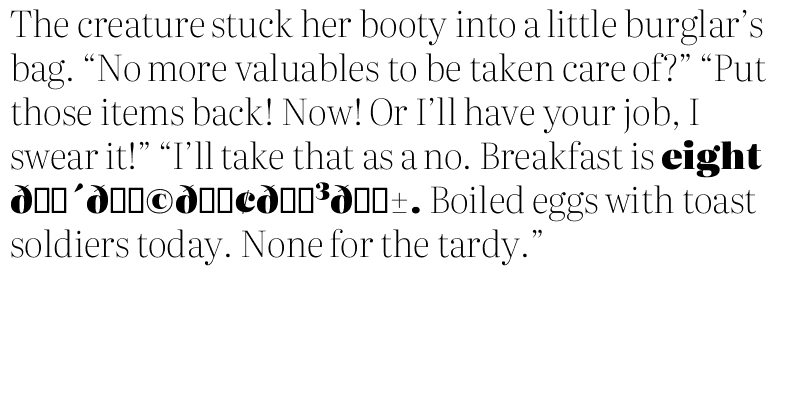 The creature stuck her booty into a little burglar’s
bag. “No more valuables to be taken care of?” “Put
those items back! Now! Or I’ll have your job, I
swear it!” “I’ll take that as a no. Breakfast is eight
Boiled eggs with toast
soldiers today. None for the tardy.”